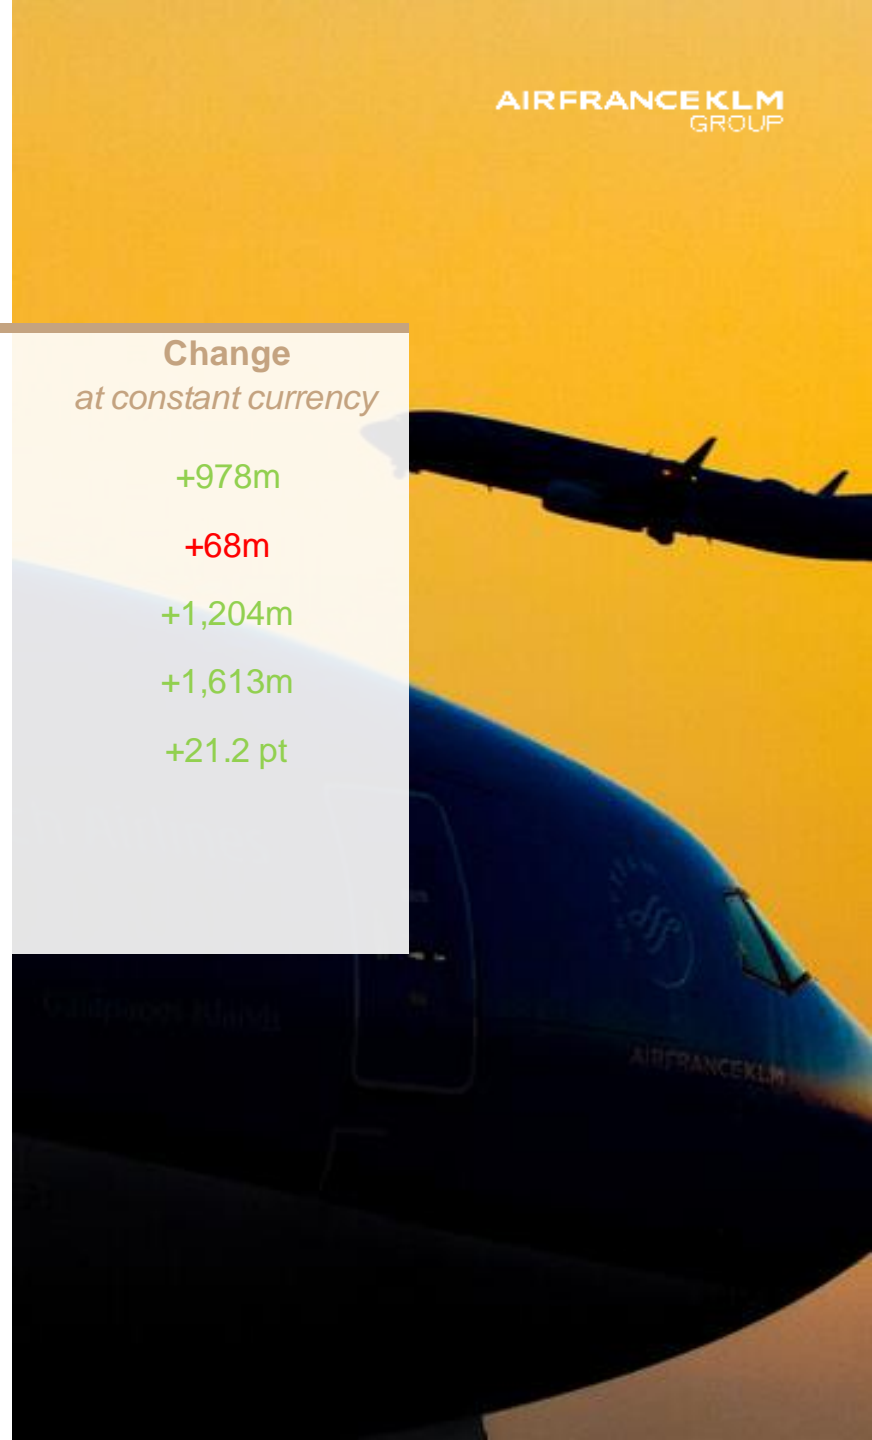 AIRFRANCEKLM
GROUP
Change
at constant currency
+978m
+68m
+1,204m
+1,613m
+21.2 pt
AIRFRANCEKLM